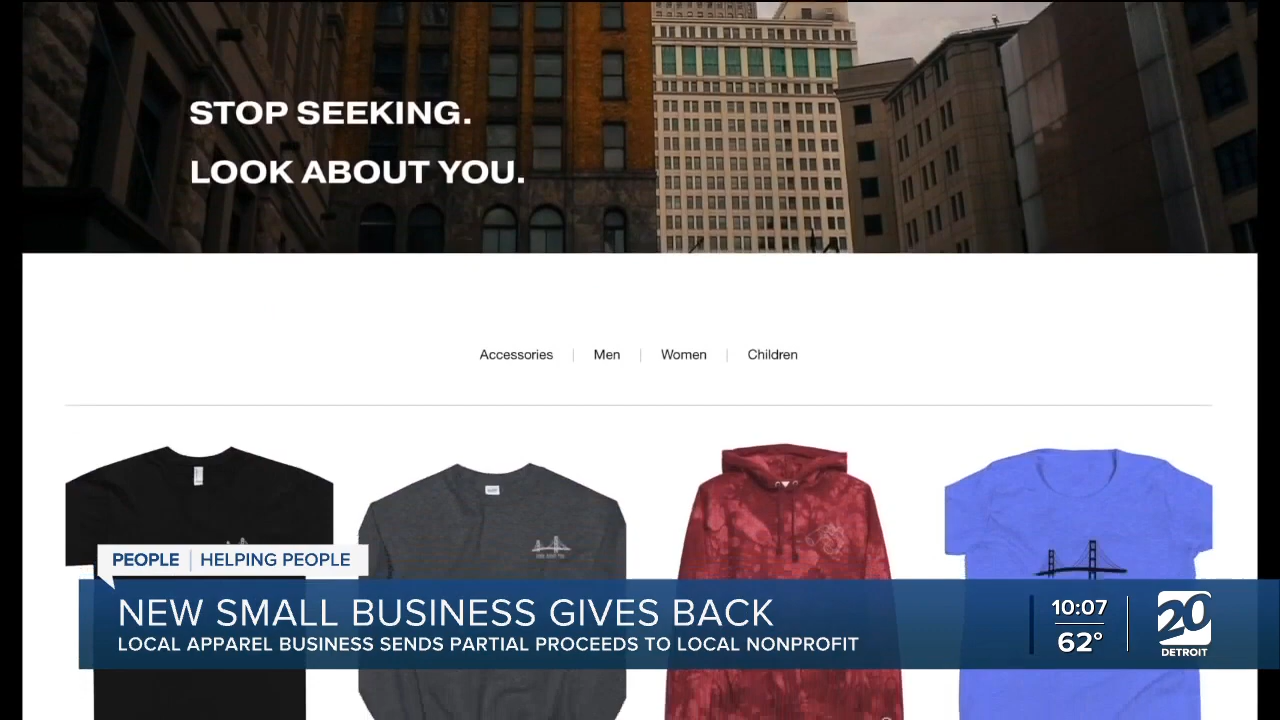 STOP SEEKING.
LOOK ABOUT YOU.
Accessories | Men | Women | Children
PEOPLE | HELPING PEOPLE
NEW SMALL BUSINESS GIVES BACK
LOCAL APPAREL BUSINESS SENDS PARTIAL PROCEEDS TO LOCAL NONPROFIT
10:07
62°
20
DETROIT